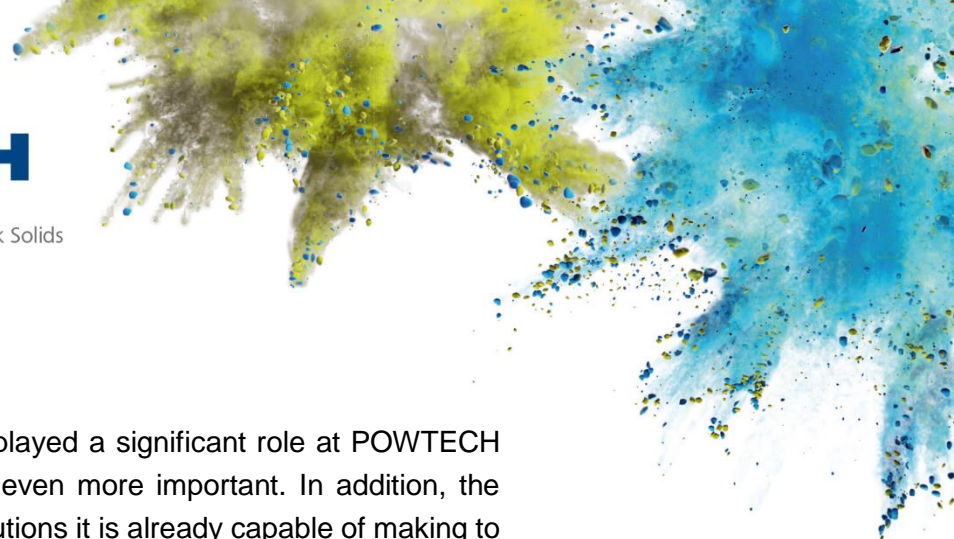 H
k Solids
played a significant role at POWTECH
even more important. In addition, the
utions it is already capable of making to